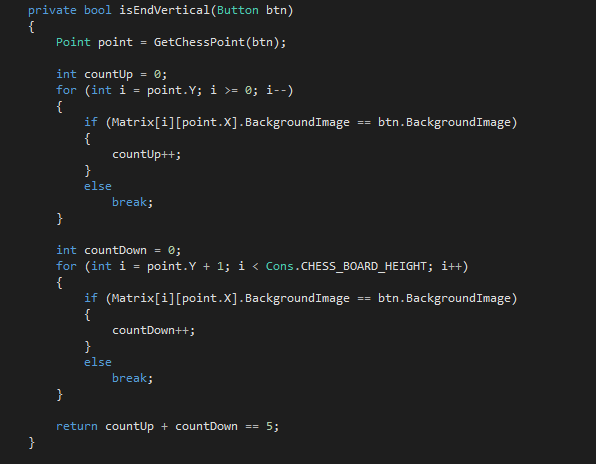 private bool isEndVertical(Button btn)
{
    Point point = GetChessPoint(btn);

    int countUp = 0;
    for (int i = point.Y; i >= 0; i--)
    {
        if (Matrix[i][point.X].BackgroundImage == btn.BackgroundImage)
        {
            countUp++;
        }
        else
            break;
    }

    int countDown = 0;
    for (int i = point.Y + 1; i < Cons.CHESS_BOARD_HEIGHT; i++)
    {
        if (Matrix[i][point.X].BackgroundImage == btn.BackgroundImage)
        {
            countDown++;
        }
        else
            break;
    }

    return countUp + countDown == 5;
}